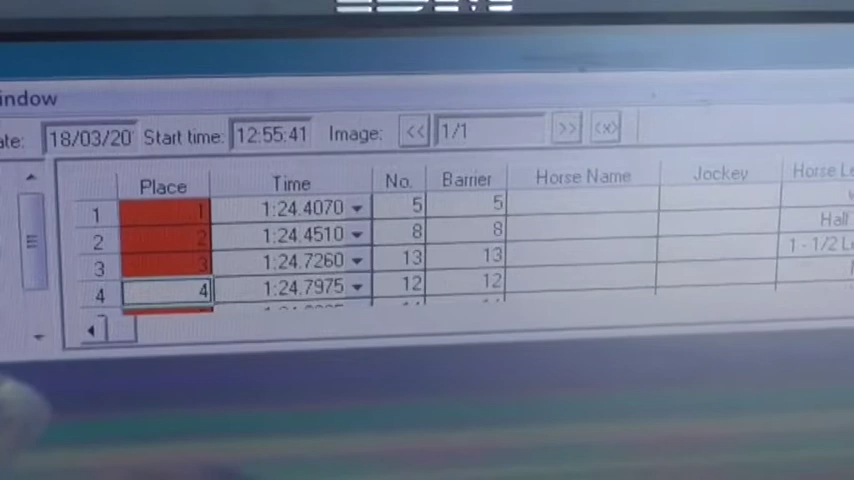 indow
ate: 18/03/20 Start time: 12:55:41 Image: << 1/1 >> (x)
Place Time No. Barrier Horse Name Jockey Horse Le
1 1 1:24.4070 5 5
2 2 1:24.4510 8 8 Hall
3 3 1:24.7260 13 13 1 - 1/2 L
4 4 1:24.7975 12 12